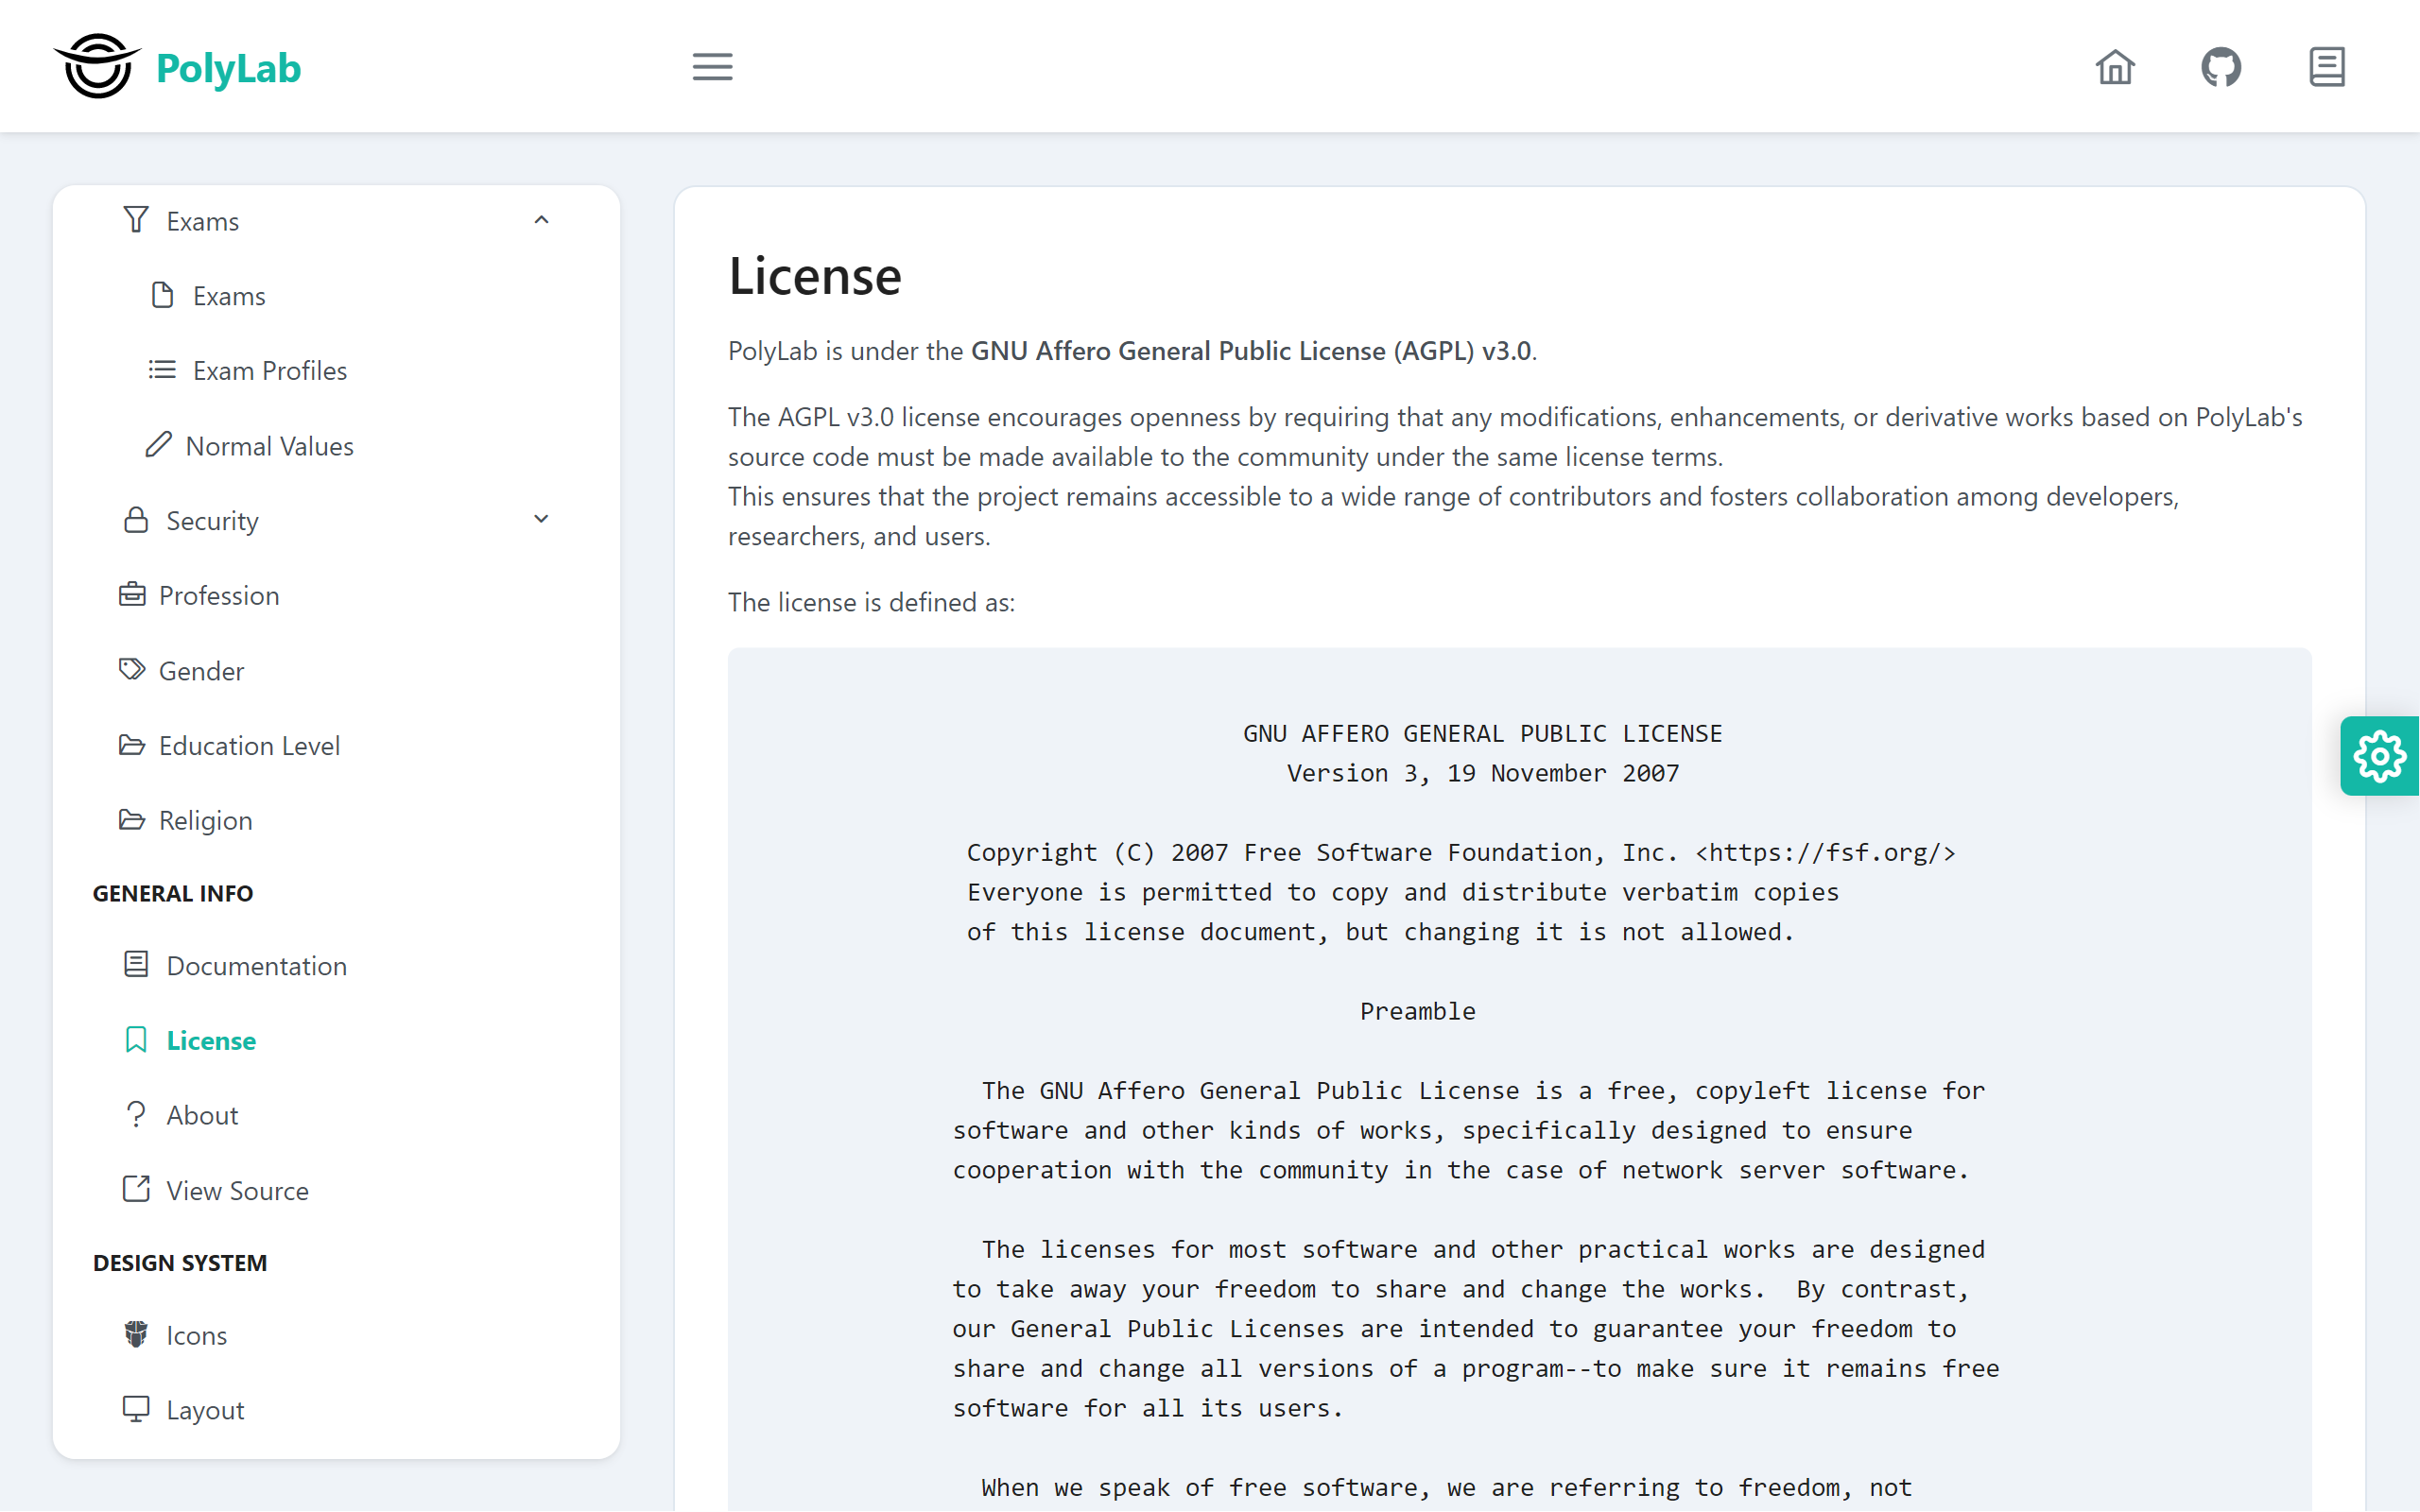 PolyLab
Exams
Exams
Exam Profiles
Normal Values
Security
Profession
Gender
Education Level
Religion
GENERAL INFO
Documentation
License
About
View Source
DESIGN SYSTEM
Icons
Layout
License
PolyLab is under the GNU Affero General Public License (AGPL) v3.0.
The AGPL v3.0 license encourages openness by requiring that any modifications, enhancements, or derivative works based on PolyLab's
source code must be made available to the community under the same license terms.
This ensures that the project remains accessible to a wide range of contributors and fosters collaboration among developers,
researchers, and users.
The license is defined as:
GNU AFFERO GENERAL PUBLIC LICENSE
Version 3, 19 November 2007
Copyright (C) 2007 Free Software Foundation, Inc. <https://fsf.org/>
Everyone is permitted to copy and distribute verbatim copies
of this license document, but changing it is not allowed.
Preamble
The GNU Affero General Public License is a free, copyleft license for
software and other kinds of works, specifically designed to ensure
cooperation with the community in the case of network server software.
The licenses for most software and other practical works are designed
to take away your freedom to share and change the works.  By contrast,
our General Public Licenses are intended to guarantee your freedom to
share and change all versions of a program--to make sure it remains free
software for all its users.
When we speak of free software, we are referring to freedom, not